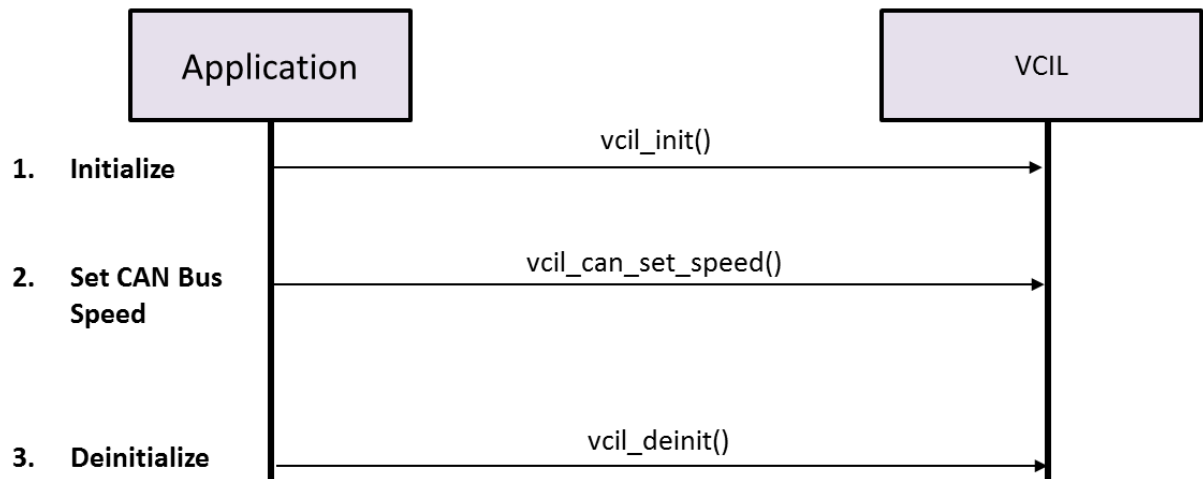 Application
VCIL
vcil_init()
1. Initialize
vcil_can_set_speed()
2. Set CAN Bus
Speed
vcil_deinit()
3. Deinitialize